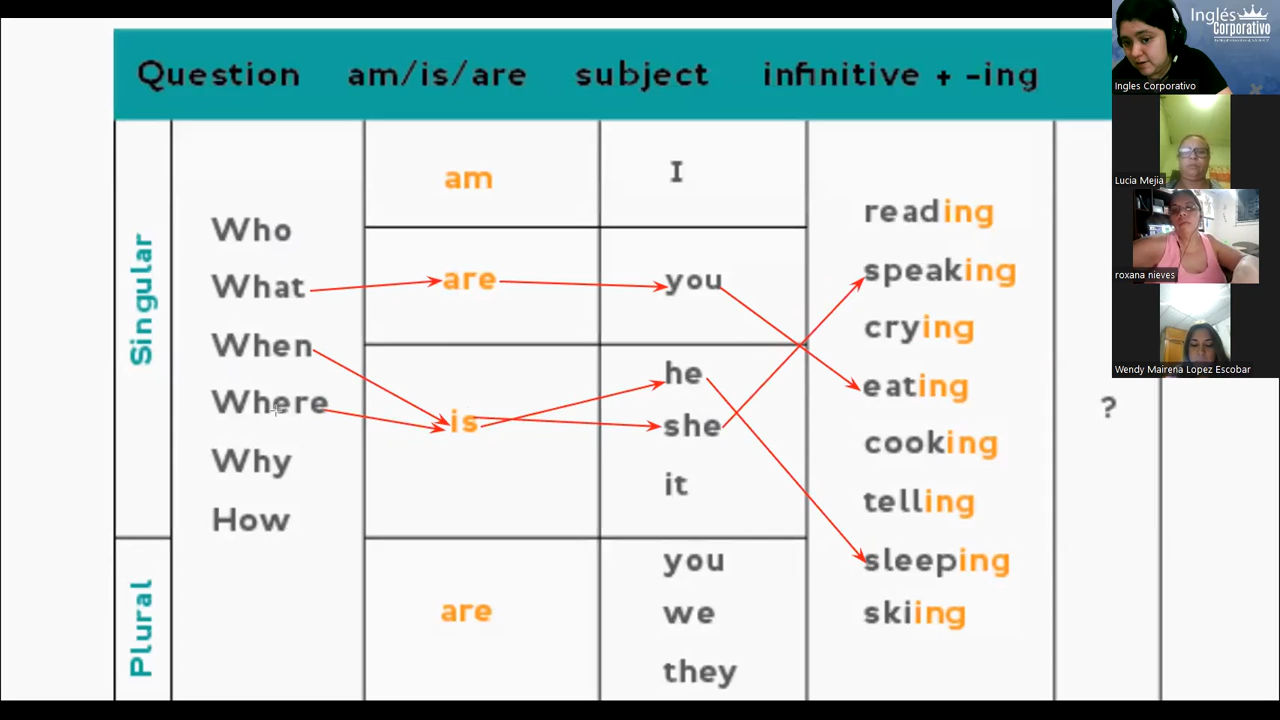 Question am/is/are subject infinitive + -ing
Singular
Who
What
When
Where
Why
How
am
are
is
I
you
he
she
it
reading
speaking
crying
eating
cooking
telling
sleeping
skiing
?
Plural
are
you
we
they
Inglés
Corporativo
Ingles Corporativo
Lucia Mejia
roxana nieves
Wendy Mairena Lopez Escobar